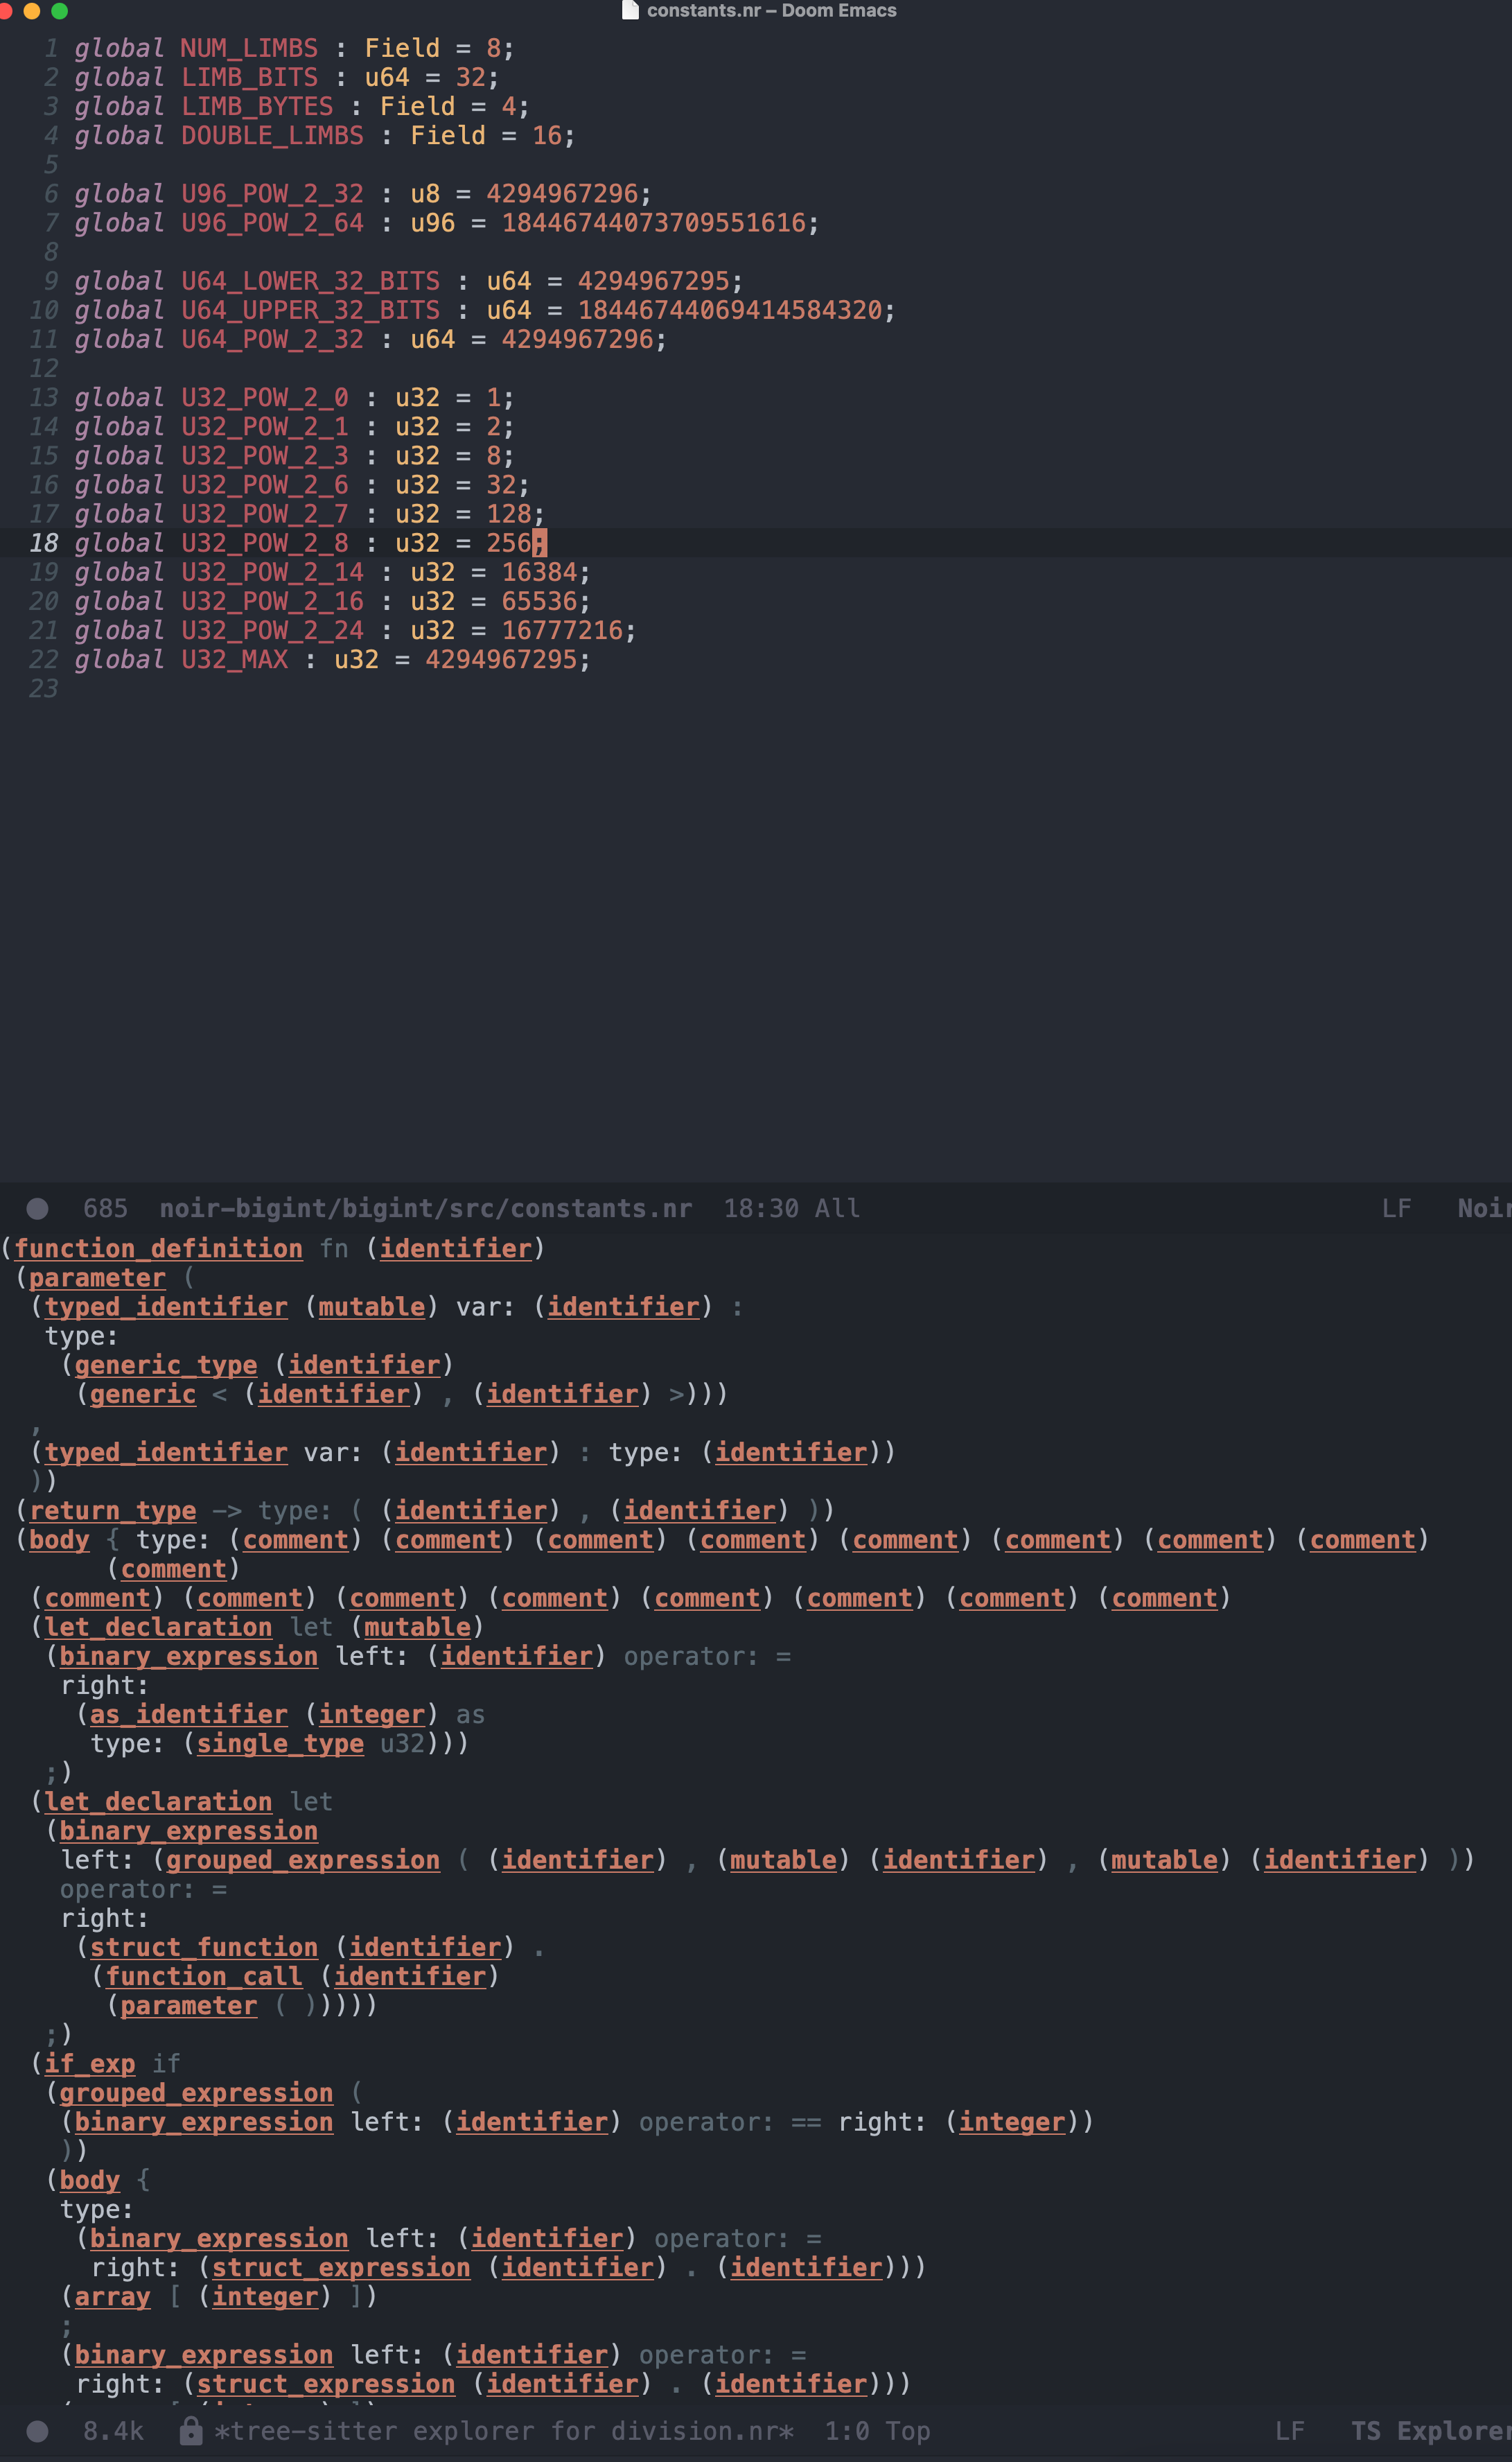 constants.nr – Doom Emacs
1 global NUM_LIMBS : Field = 8;
2 global LIMB_BITS : u64 = 32;
3 global LIMB_BYTES : Field = 4;
4 global DOUBLE_LIMBS : Field = 16;
5
6 global U96_POW_2_32 : u8 = 4294967296;
7 global U96_POW_2_64 : u96 = 18446744073709551616;
8
9 global U64_LOWER_32_BITS : u64 = 4294967295;
10 global U64_UPPER_32_BITS : u64 = 18446744069414584320;
11 global U64_POW_2_32 : u64 = 4294967296;
12
13 global U32_POW_2_0 : u32 = 1;
14 global U32_POW_2_1 : u32 = 2;
15 global U32_POW_2_3 : u32 = 8;
16 global U32_POW_2_6 : u32 = 32;
17 global U32_POW_2_7 : u32 = 128;
18 global U32_POW_2_8 : u32 = 256;
19 global U32_POW_2_14 : u32 = 16384;
20 global U32_POW_2_16 : u32 = 65536;
21 global U32_POW_2_24 : u32 = 16777216;
22 global U32_MAX : u32 = 4294967295;
23
685 noir-bigint/bigint/src/constants.nr 18:30 All LF Noir
(function_definition fn (identifier)
(parameter (
(typed_identifier (mutable) var: (identifier) :
type:
(generic_type (identifier)
(generic < (identifier) , (identifier) >)))
,
(typed_identifier var: (identifier) : type: (identifier))
))
(return_type -> type: ( (identifier) , (identifier) ))
(body { type: (comment) (comment) (comment) (comment) (comment) (comment) (comment) (comment)
(comment)
(comment) (comment) (comment) (comment) (comment) (comment) (comment) (comment)
(let_declaration let (mutable)
(binary_expression left: (identifier) operator: =
right:
(as_identifier (integer) as
type: (single_type u32)))
;)
(let_declaration let
(binary_expression
left: (grouped_expression ( (identifier) , (mutable) (identifier) , (mutable) (identifier) ))
operator: =
right:
(struct_function (identifier) .
(function_call (identifier)
(parameter ( )))))
;)
(if_exp if
(grouped_expression (
(binary_expression left: (identifier) operator: == right: (integer))
))
(body {
type:
(binary_expression left: (identifier) operator: =
right: (struct_expression (identifier) . (identifier)))
(array [ (integer) ])
;
(binary_expression left: (identifier) operator: =
right: (struct_expression (identifier) . (identifier)))
8.4k *tree-sitter explorer for division.nr* 1:0 Top LF TS Explorer